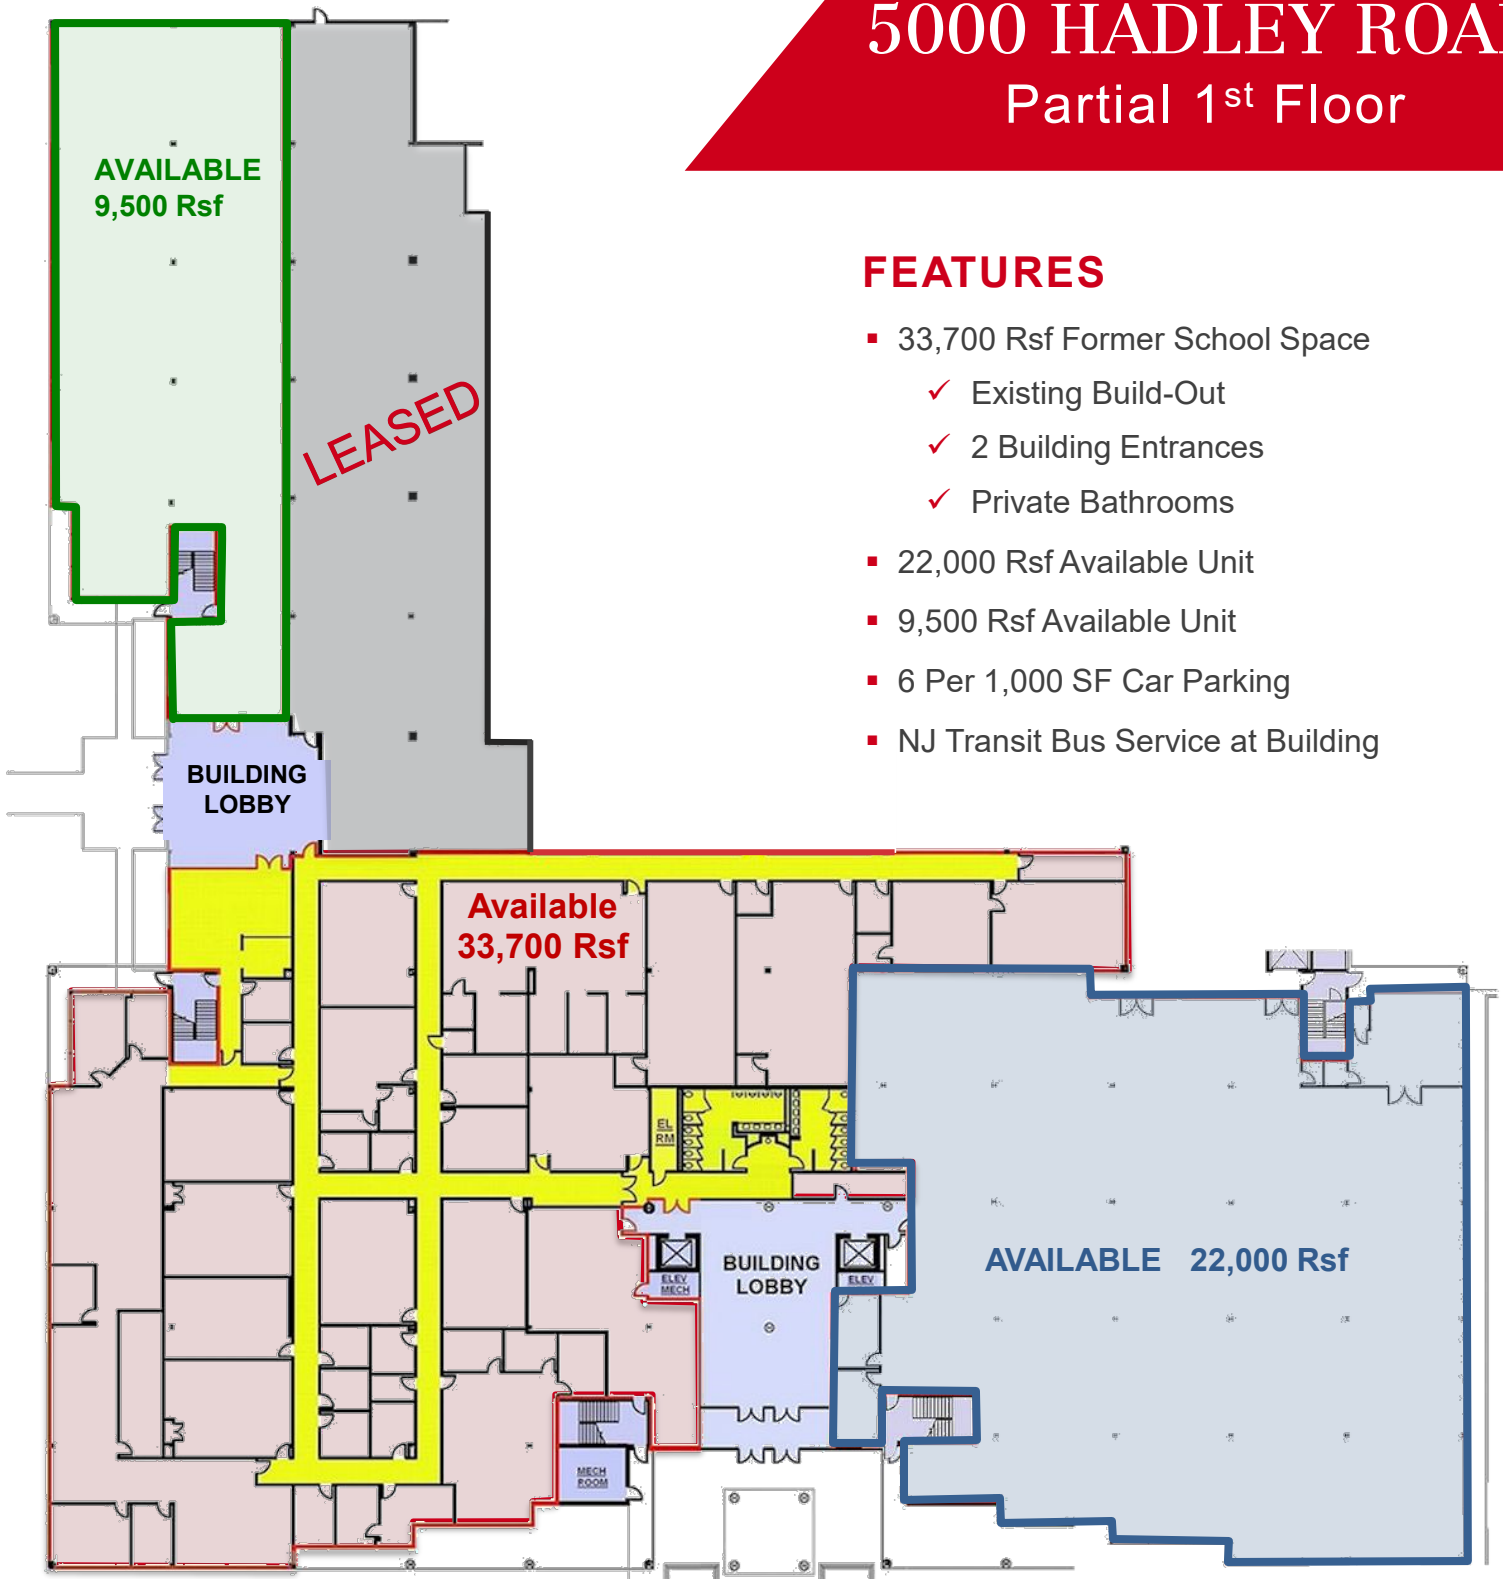 5000 HADLEY ROAD
Partial 1st Floor
AVAILABLE
9,500 Rsf
LEASED
FEATURES
▪ 33,700 Rsf Former School Space
✓ Existing Build-Out
✓ 2 Building Entrances
✓ Private Bathrooms
▪ 22,000 Rsf Available Unit
▪ 9,500 Rsf Available Unit
▪ 6 Per 1,000 SF Car Parking
▪ NJ Transit Bus Service at Building
BUILDING
LOBBY
Available
33,700 Rsf
EL
RM
ELEV
MECH
BUILDING
LOBBY
ELEV
AVAILABLE 22,000 Rsf
MECH
ROOM